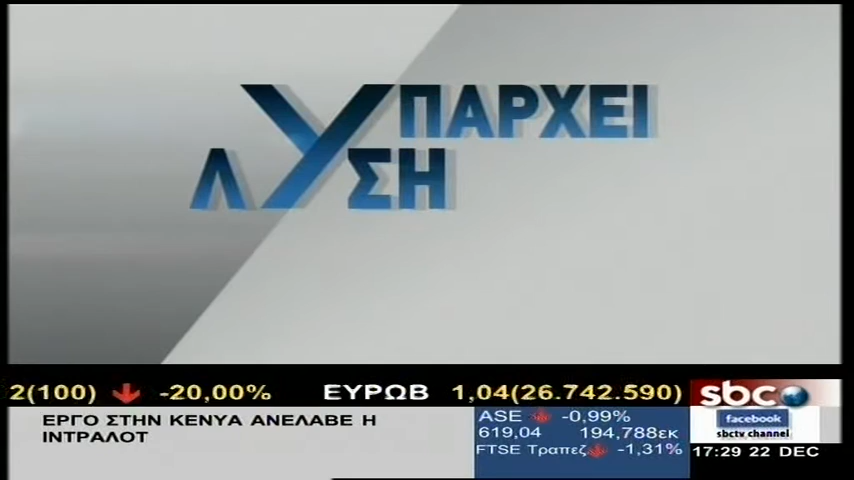 ΥΠΑΡΧΕΙ
ΛΥΣΗ
2(100) -20,00% ΕΥΡΩΒ 1,04(26.742.590)
sbc
ΕΡΓΟ ΣΤΗΝ ΚΕΝΥΑ ΑΝΕΛΑΒΕ Η
ΙΝΤΡΑΛΟΤ
ASE -0,99%
619,04 194,788εκ
FTSE Τραπεζ -1,31%
facebook
sbctv channel
17:29 22 DEC